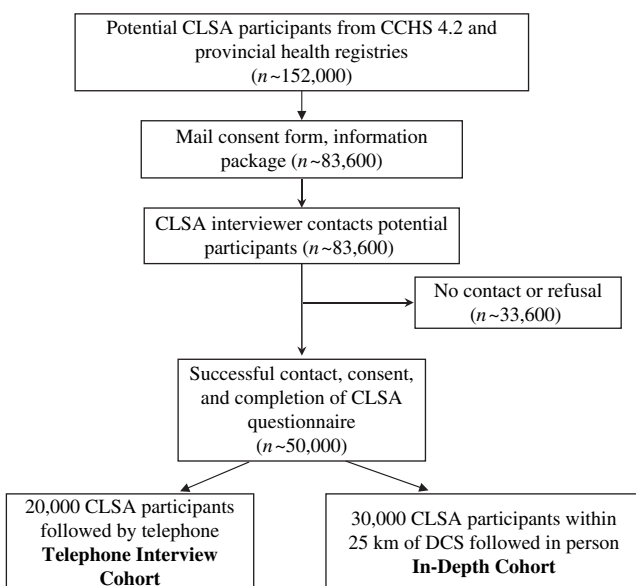 Potential CLSA participants from CCHS 4.2 and
provincial health registries
(n~152,000)
Mail consent form, information
package (n~83,600)
CLSA interviewer contacts potential
participants (n~83,600)
No contact or refusal
(n~33,600)
Successful contact, consent,
and completion of CLSA
questionnaire
(n~50,000)
20,000 CLSA participants
followed by telephone
Telephone Interview
Cohort
30,000 CLSA participants within
25 km of DCS followed in person
In-Depth Cohort